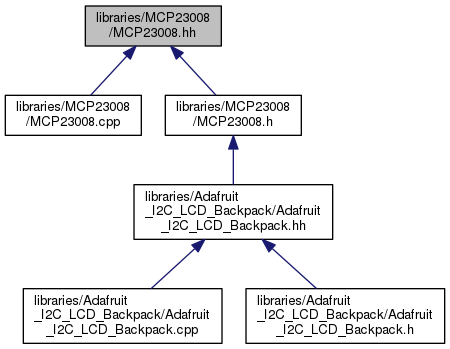 libraries/MCP23008
/MCP23008.hh
libraries/MCP23008
/MCP23008.cpp
libraries/MCP23008
/MCP23008.h
libraries/Adafruit
_I2C_LCD_Backpack/Adafruit
_I2C_LCD_Backpack.hh
libraries/Adafruit
_I2C_LCD_Backpack/Adafruit
_I2C_LCD_Backpack.cpp
libraries/Adafruit
_I2C_LCD_Backpack/Adafruit
_I2C_LCD_Backpack.h